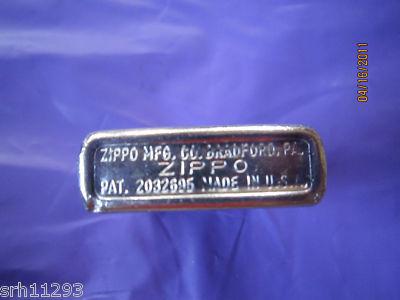 04/16/2011
ZIPPO MFG. CO. BRADFORD, PA.
ZIPPO
PAT. 2032695 MADE IN U.S.A.
srh11293